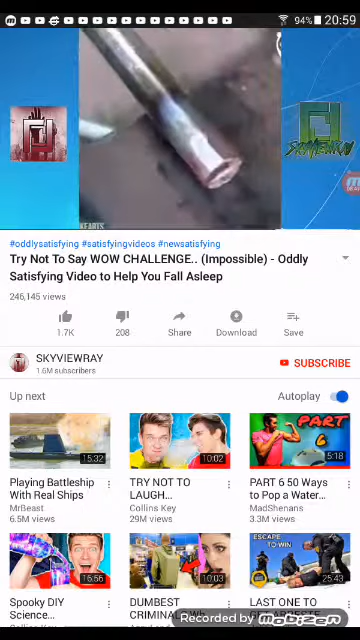 94% 20:59
#oddlysatisfying #satisfyingvideos #newsatisfying
Try Not To Say WOW CHALLENGE.. (Impossible) - Oddly
Satisfying Video to Help You Fall Asleep
246,145 views
1.7K 208 Share Download Save
SKYVIEWRAY
1.6M subscribers
SUBSCRIBE
Up next Autoplay
15:32
Playing Battleship
With Real Ships
MrBeast
6.5M views
10:02
TRY NOT TO
LAUGH...
Collins Key
29M views
PART
6
5:18
PART 6 50 Ways
to Pop a Water...
MadShenans
3.3M views
16:56
Spooky DIY
Science...
10:03
DUMBEST
ESCAPE TO
WIN
25:43
LAST ONE TO
Recorded by
MOBIZEN